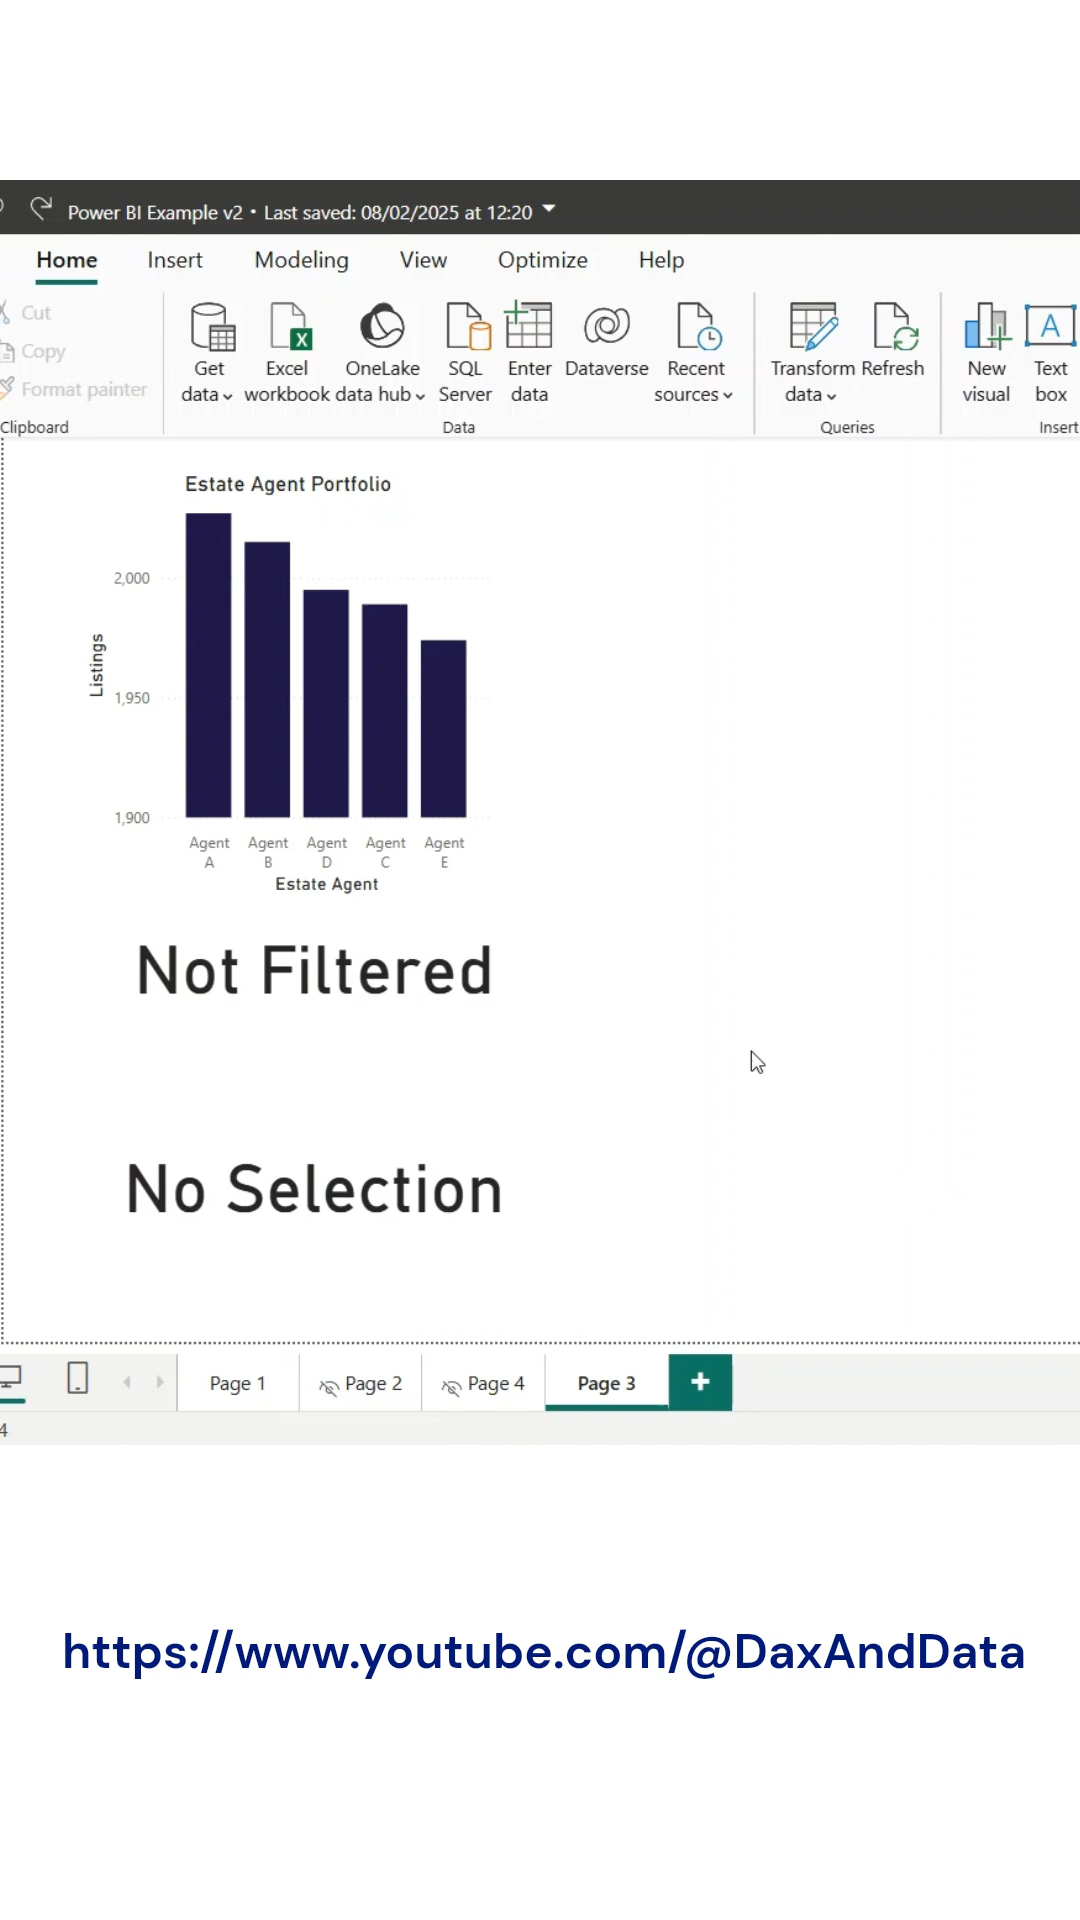 Power BI Example v2 • Last saved: 08/02/2025 at 12:20
Home Insert Modeling View Optimize Help
Cut
Copy
Format painter
Clipboard
Get data
Excel workbook
OneLake data hub
SQL Server
Enter data
Dataverse
Recent sources
Data
Transform data
Refresh
Queries
New visual
Text box
Insert
Estate Agent Portfolio
2,000
1,950
1,900
Listings
Agent A
Agent B
Agent D
Agent C
Agent E
Estate Agent
Not Filtered
No Selection
Page 1 Page 2 Page 4 Page 3
4
https://www.youtube.com/@DaxAndData